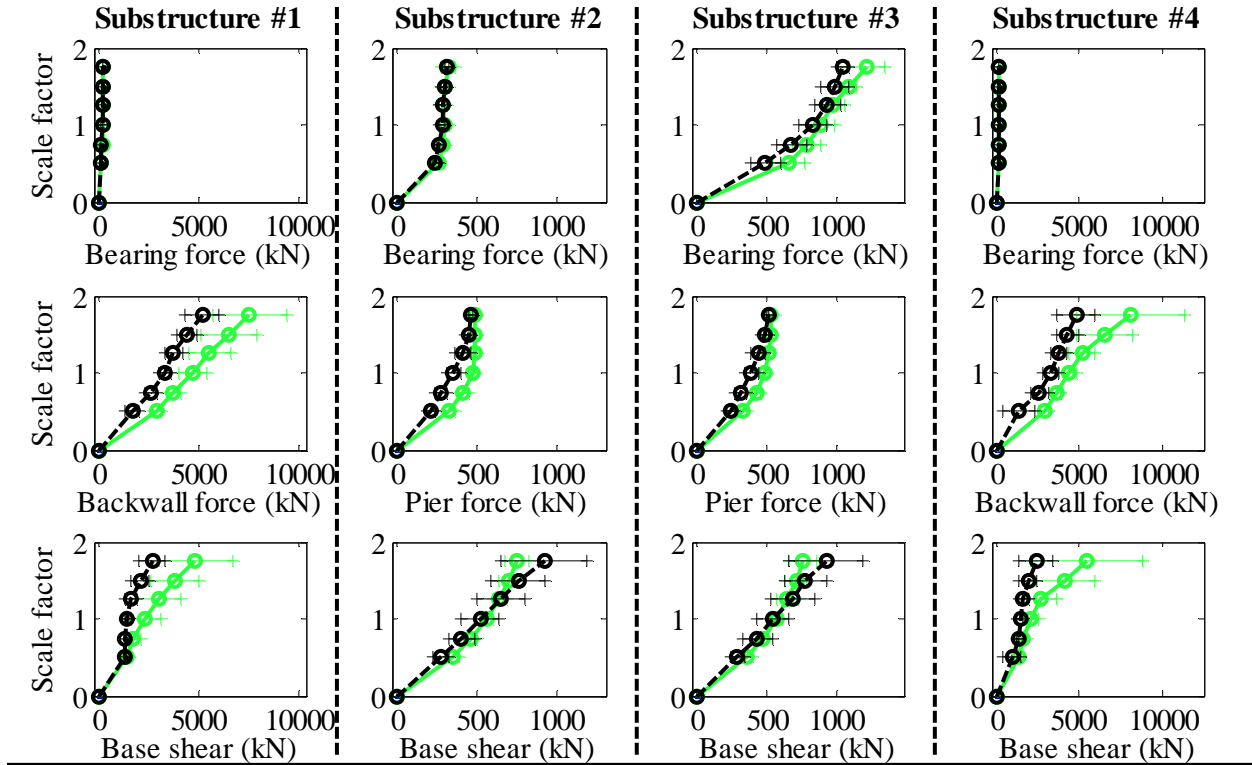 Substructure #1 Substructure #2 Substructure #3 Substructure #4
Scale factor
2 2 2 2
1 1 1 1
0 0 0 0
0 5000 10000 0 500 1000 0 500 1000 0 5000 10000
Bearing force (kN) Bearing force (kN) Bearing force (kN) Bearing force (kN)
Scale factor
2 2 2 2
1 1 1 1
0 0 0 0
0 5000 10000 0 500 1000 0 500 1000 0 5000 10000
Backwall force (kN) Pier force (kN) Pier force (kN) Backwall force (kN)
Scale factor
2 2 2 2
1 1 1 1
0 0 0 0
0 5000 10000 0 500 1000 0 500 1000 0 5000 10000
Base shear (kN) Base shear (kN) Base shear (kN) Base shear (kN)